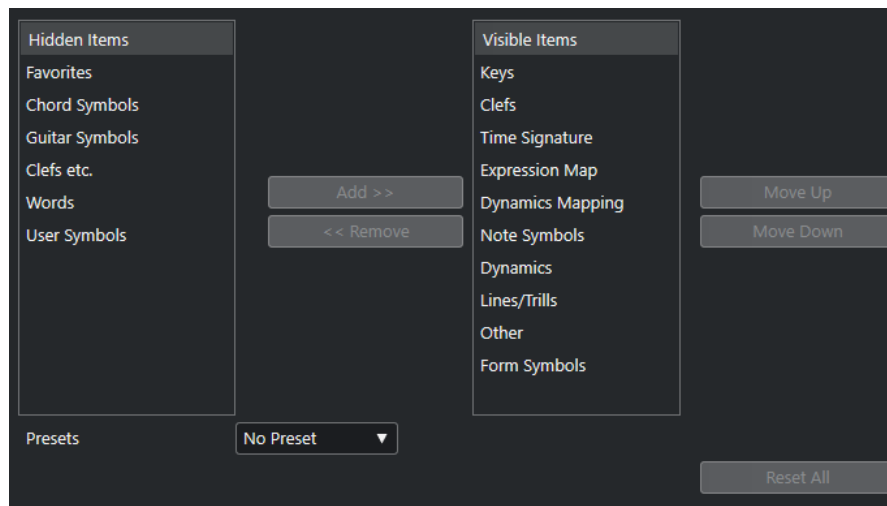 Hidden Items
Favorites
Chord Symbols
Guitar Symbols
Clefs etc.
Words
User Symbols
Add >>
<< Remove
Visible Items
Keys
Clefs
Time Signature
Expression Map
Dynamics Mapping
Note Symbols
Dynamics
Lines/Trills
Other
Form Symbols
Move Up
Move Down
Presets
No Preset
Reset All